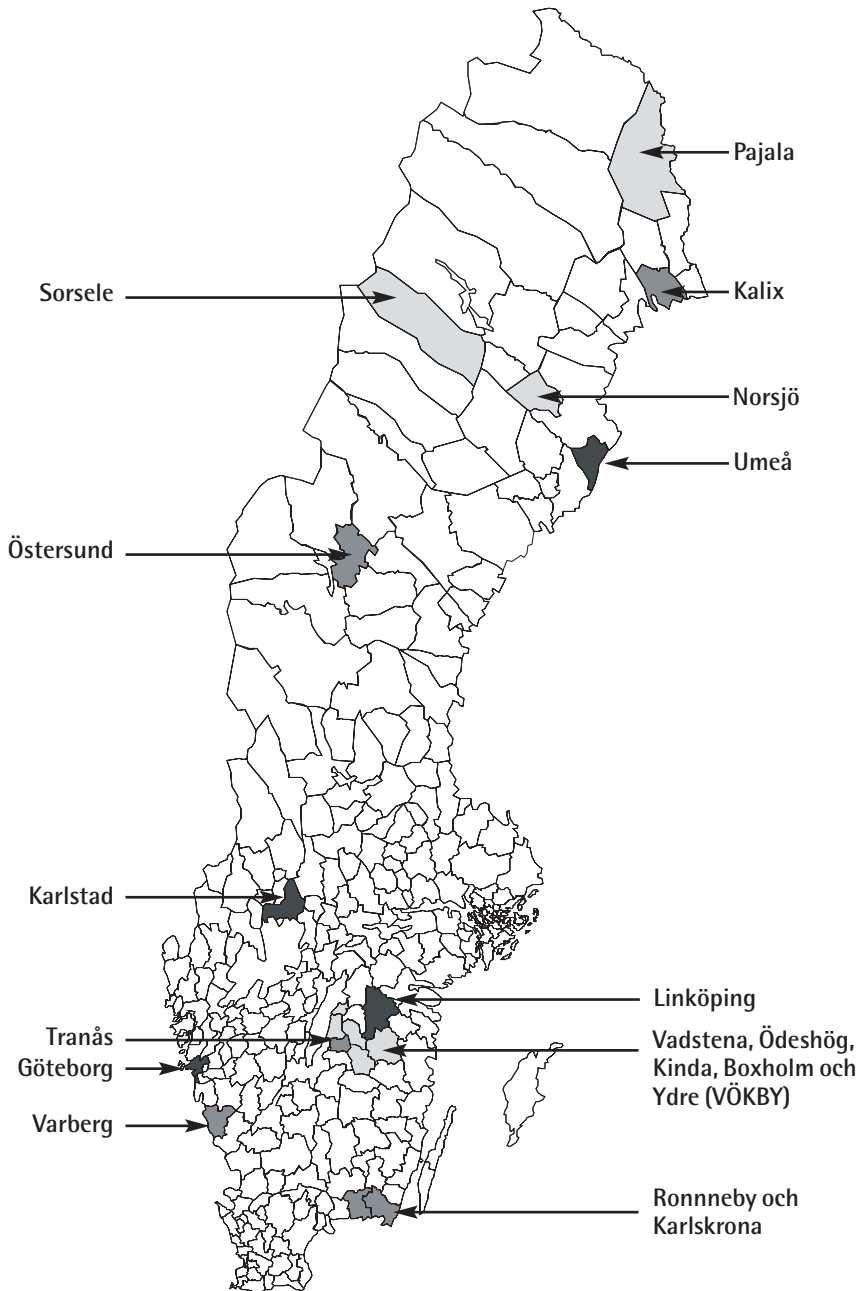 Pajala
Sorsele
Kalix
Norsjö
Umeå
Östersund
Karlstad
Linköping
Tranås
Vadstena, Ödeshög,
Göteborg
Kinda, Boxholm och
Ydre (VÖKBY)
Varberg
Ronnneby och
Karlskrona